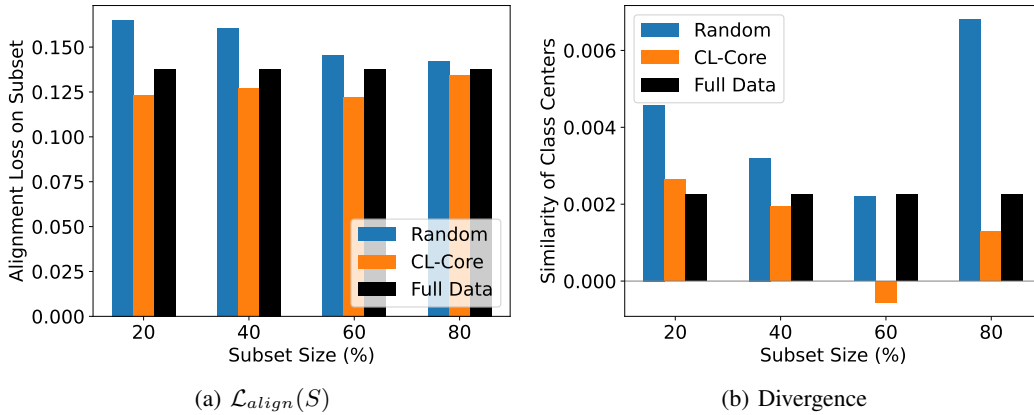 Alignment Loss on Subset
0.150
0.125
0.100
0.075
0.050
0.025
0.000
Random
CL-Core
Full Data
20
40
60
80
Subset Size (%)
(a) ℒalign(S)
Similarity of Class Centers
0.006
0.004
0.002
0.000
Random
CL-Core
Full Data
20
40
60
80
Subset Size (%)
(b) Divergence